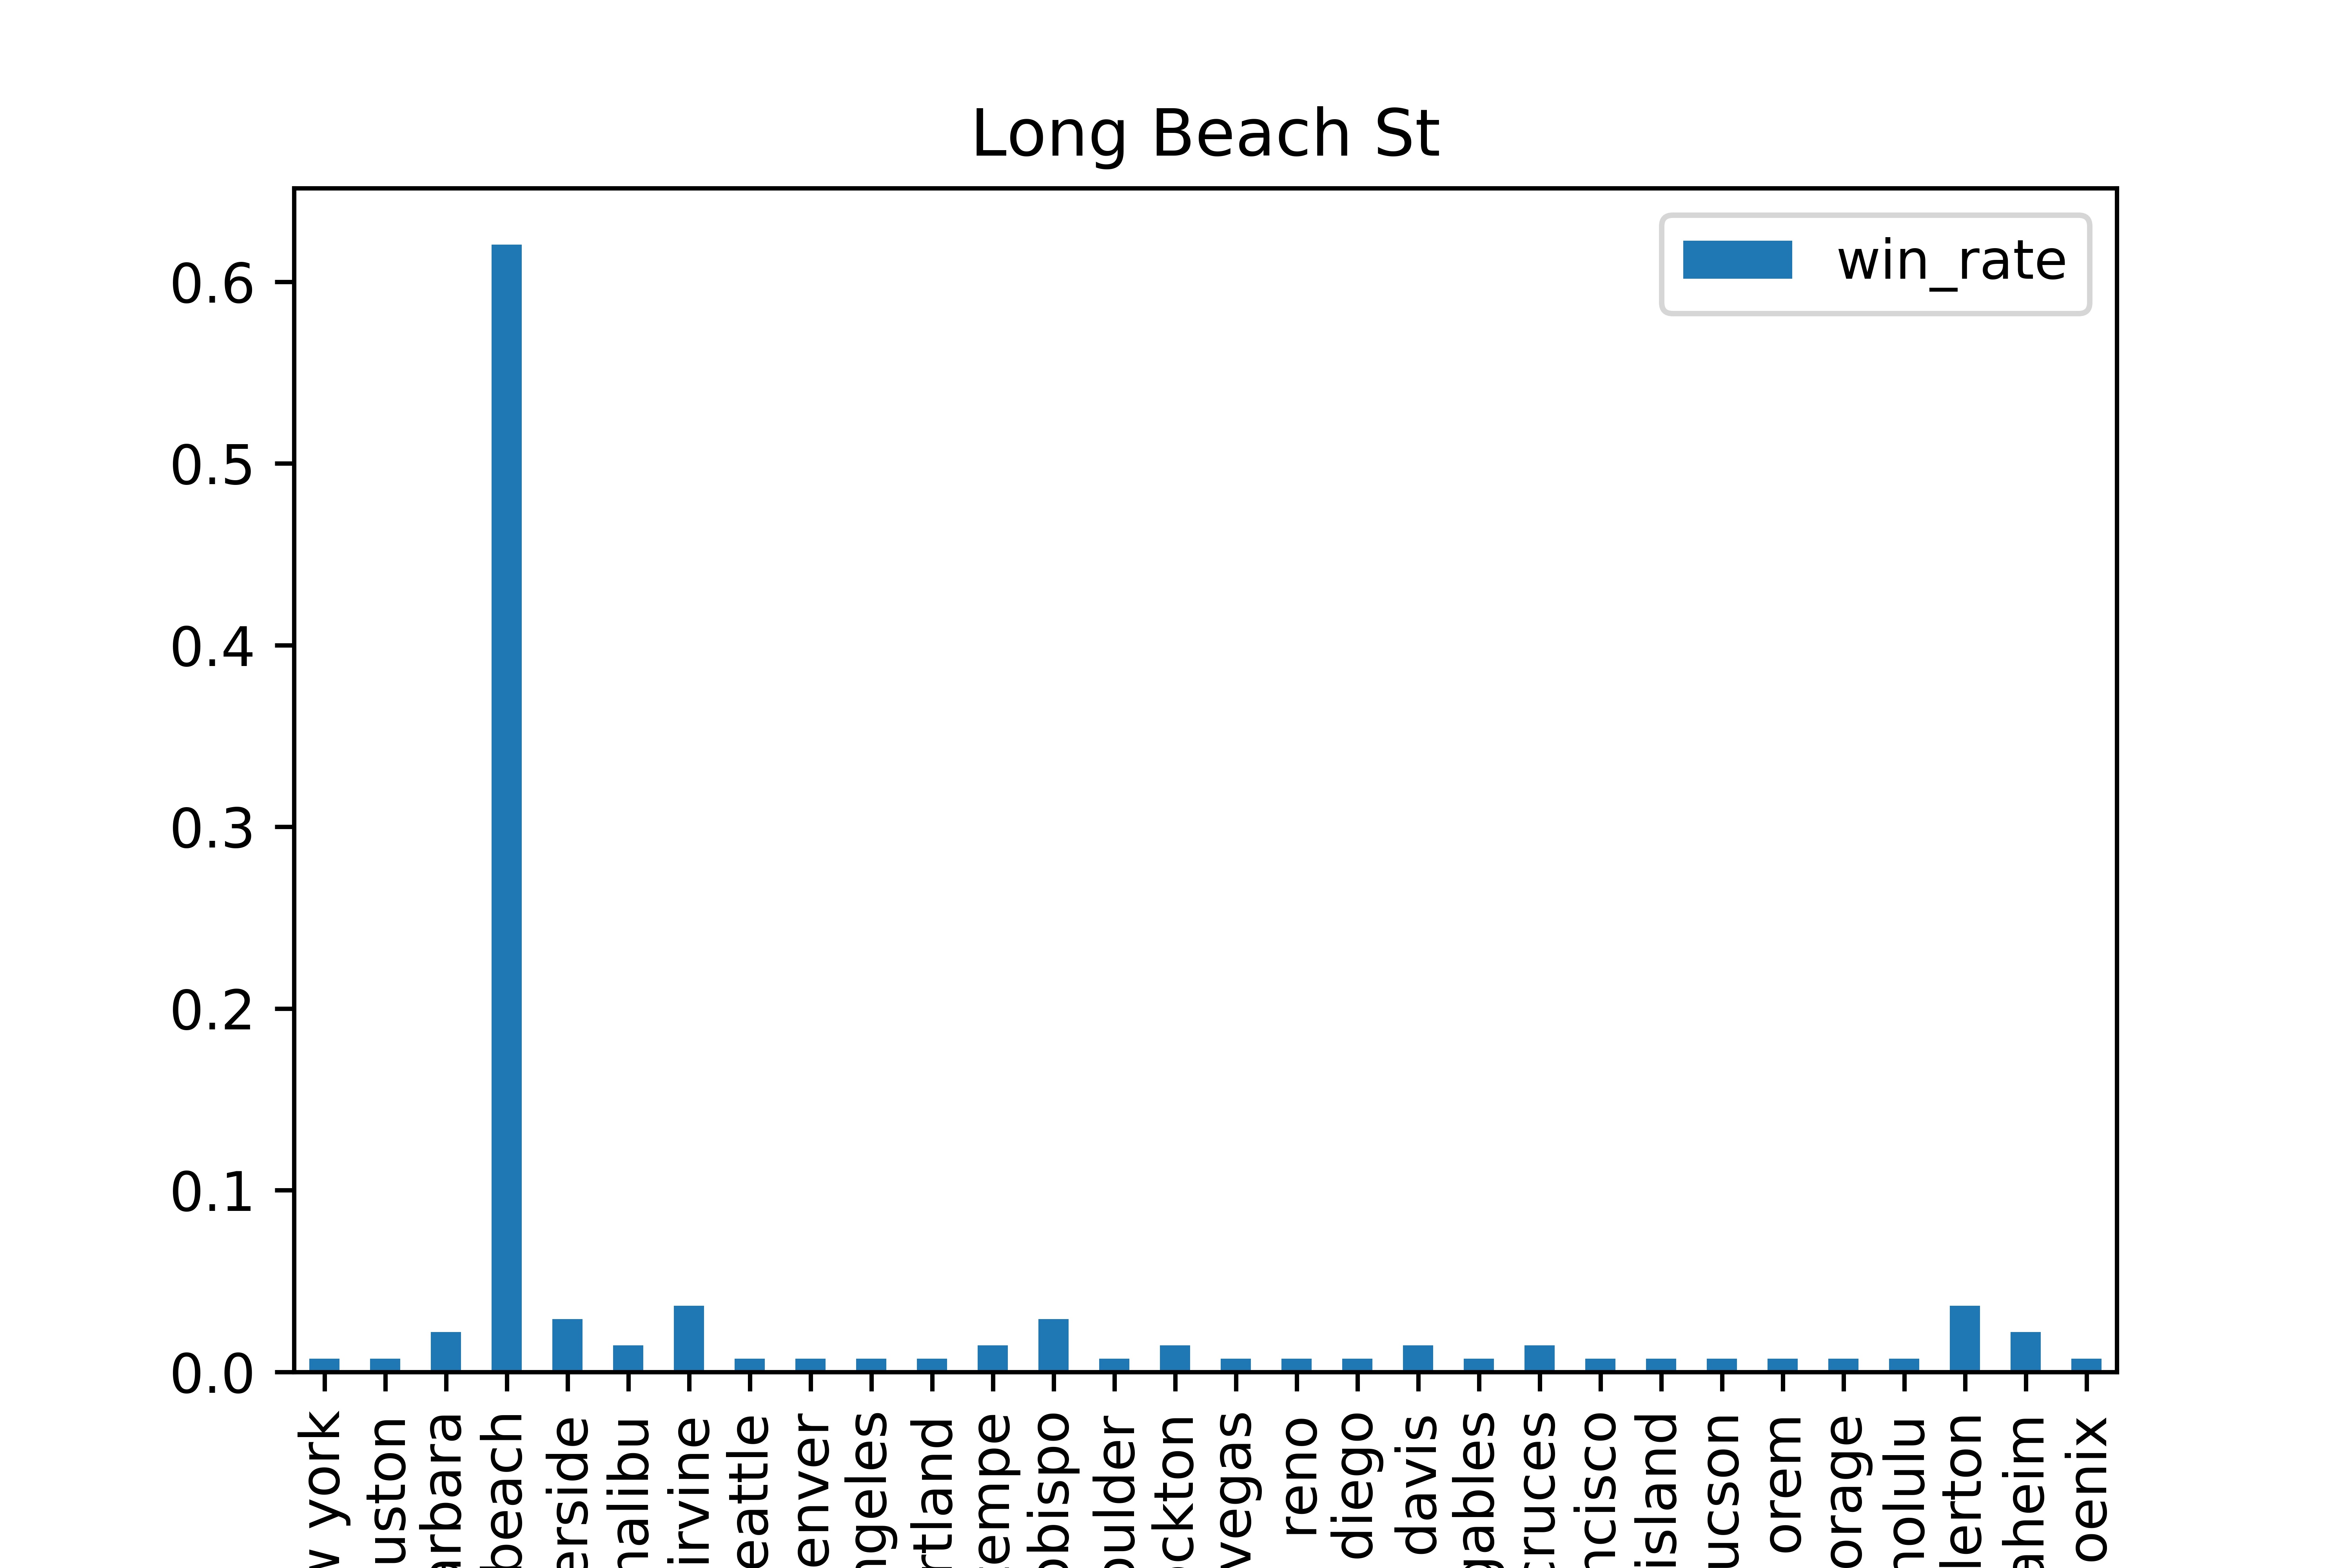 Long Beach St
win_rate
0.6
0.5
0.4
0.3
0.2
0.1
0.0
w york
uston
arbara
beach
erside
nalibu
irvine
eattle
enver
ngeles
rtland
tempe
obispo
oulder
ckton
vegas
reno
diego
davis
gables
cruces
ncisco
island
ucson
orem
orage
nolulu
lerton
aheim
oenix